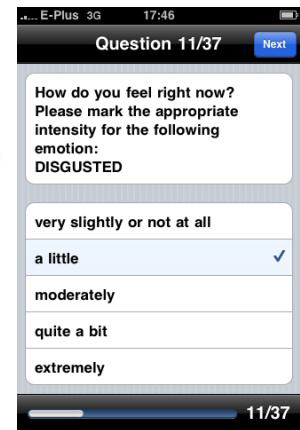 E-Plus 3G 17:46
Question 11/37 Next
How do you feel right now?
Please mark the appropriate
intensity for the following
emotion:
DISGUSTED
very slightly or not at all
a little
moderately
quite a bit
extremely
11/37